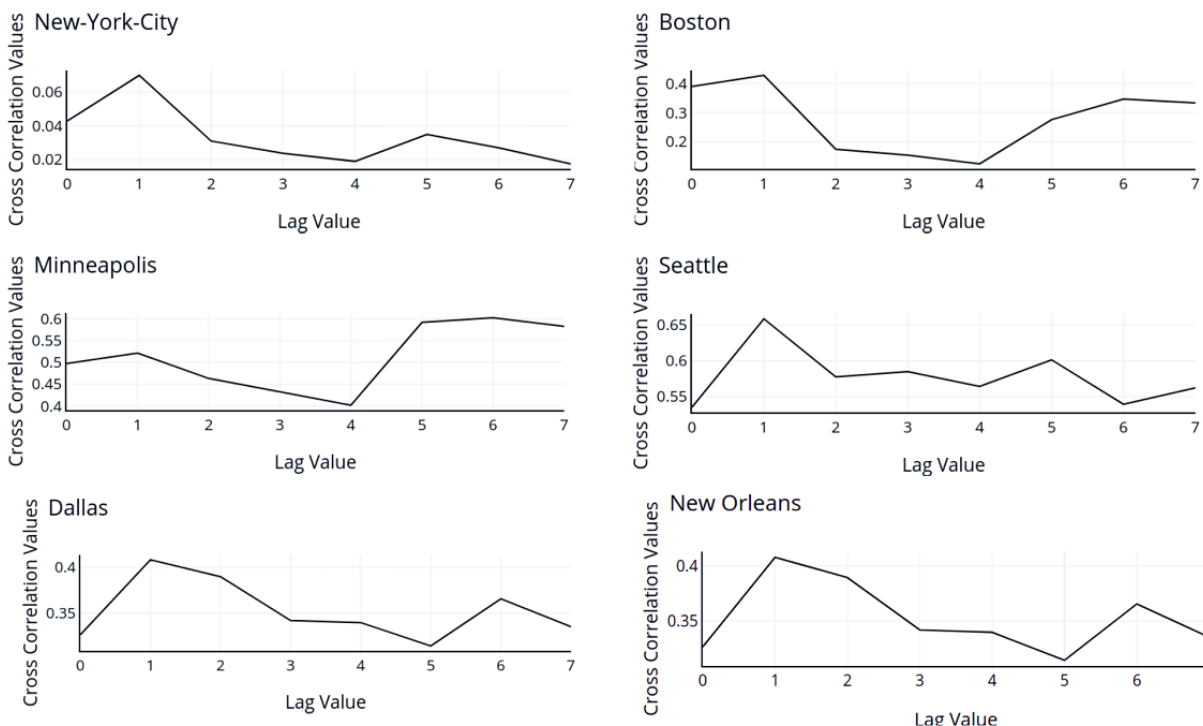 New-York-City
Cross Correlation Values
0.06
0.04
0.02
0 1 2 3 4 5 6 7
Lag Value
Boston
Cross Correlation Values
0.4
0.3
0.2
0 1 2 3 4 5 6 7
Lag Value
Minneapolis
Cross Correlation Values
0.6
0.55
0.5
0.45
0.4
0 1 2 3 4 5 6 7
Lag Value
Seattle
Cross Correlation Values
0.65
0.6
0.55
0 1 2 3 4 5 6 7
Lag Value
Dallas
Cross Correlation Values
0.4
0.35
0 1 2 3 4 5 6 7
Lag Value
New Orleans
Cross Correlation Values
0.4
0.35
0 1 2 3 4 5 6
Lag Value